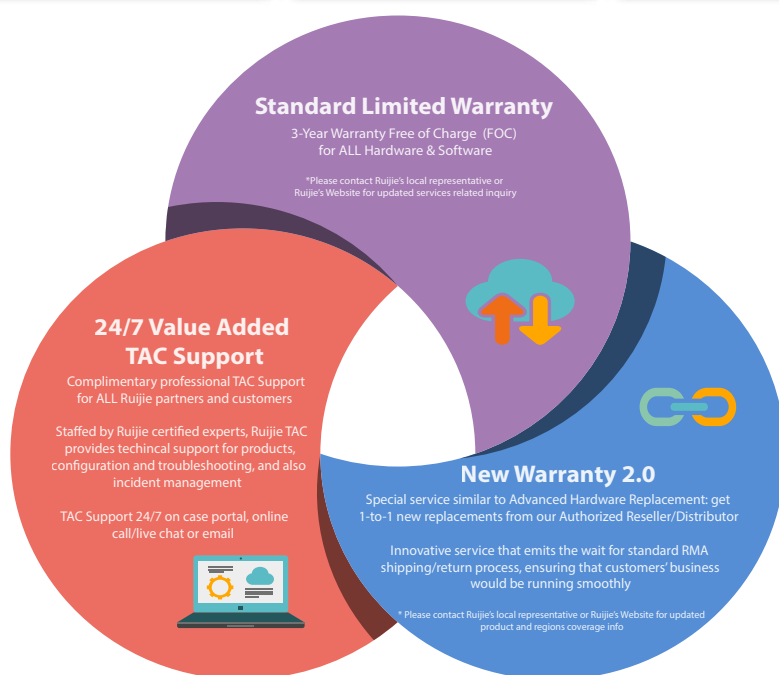 Standard Limited Warranty
3-Year Warranty Free of Charge (FOC)
for ALL Hardware & Software
*Please contact Ruijie's local representative or
Ruijie's Website for updated services related inquiry
24/7 Value Added
TAC Support
Complimentary professional TAC Support
for ALL Ruijie partners and customers
Staffed by Ruijie certified experts, Ruijie TAC
provides techincal support for products,
configuration and troubleshooting, and also
incident management
TAC Support 24/7 on case portal, online
call/live chat or email
New Warranty 2.0
Special service similar to Advanced Hardware Replacement: get
1-to-1 new replacements from our Authorized Reseller/Distributor
Innovative service that emits the wait for standard RMA
shipping/return process, ensuring that customers' business
would be running smoothly
* Please contact Ruijie's local representative or Ruijie's Website for updated
product and regions coverage info